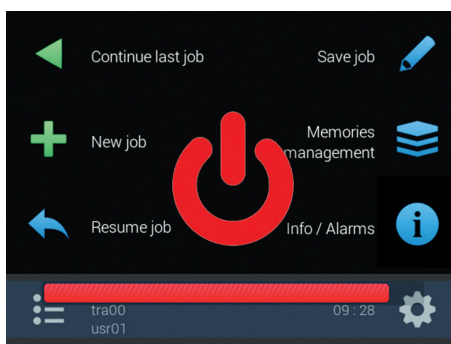 Continue last job
Save job
New job
Memories
management
Resume job
Info / Alarms
i
tra00
09 : 28
usr01